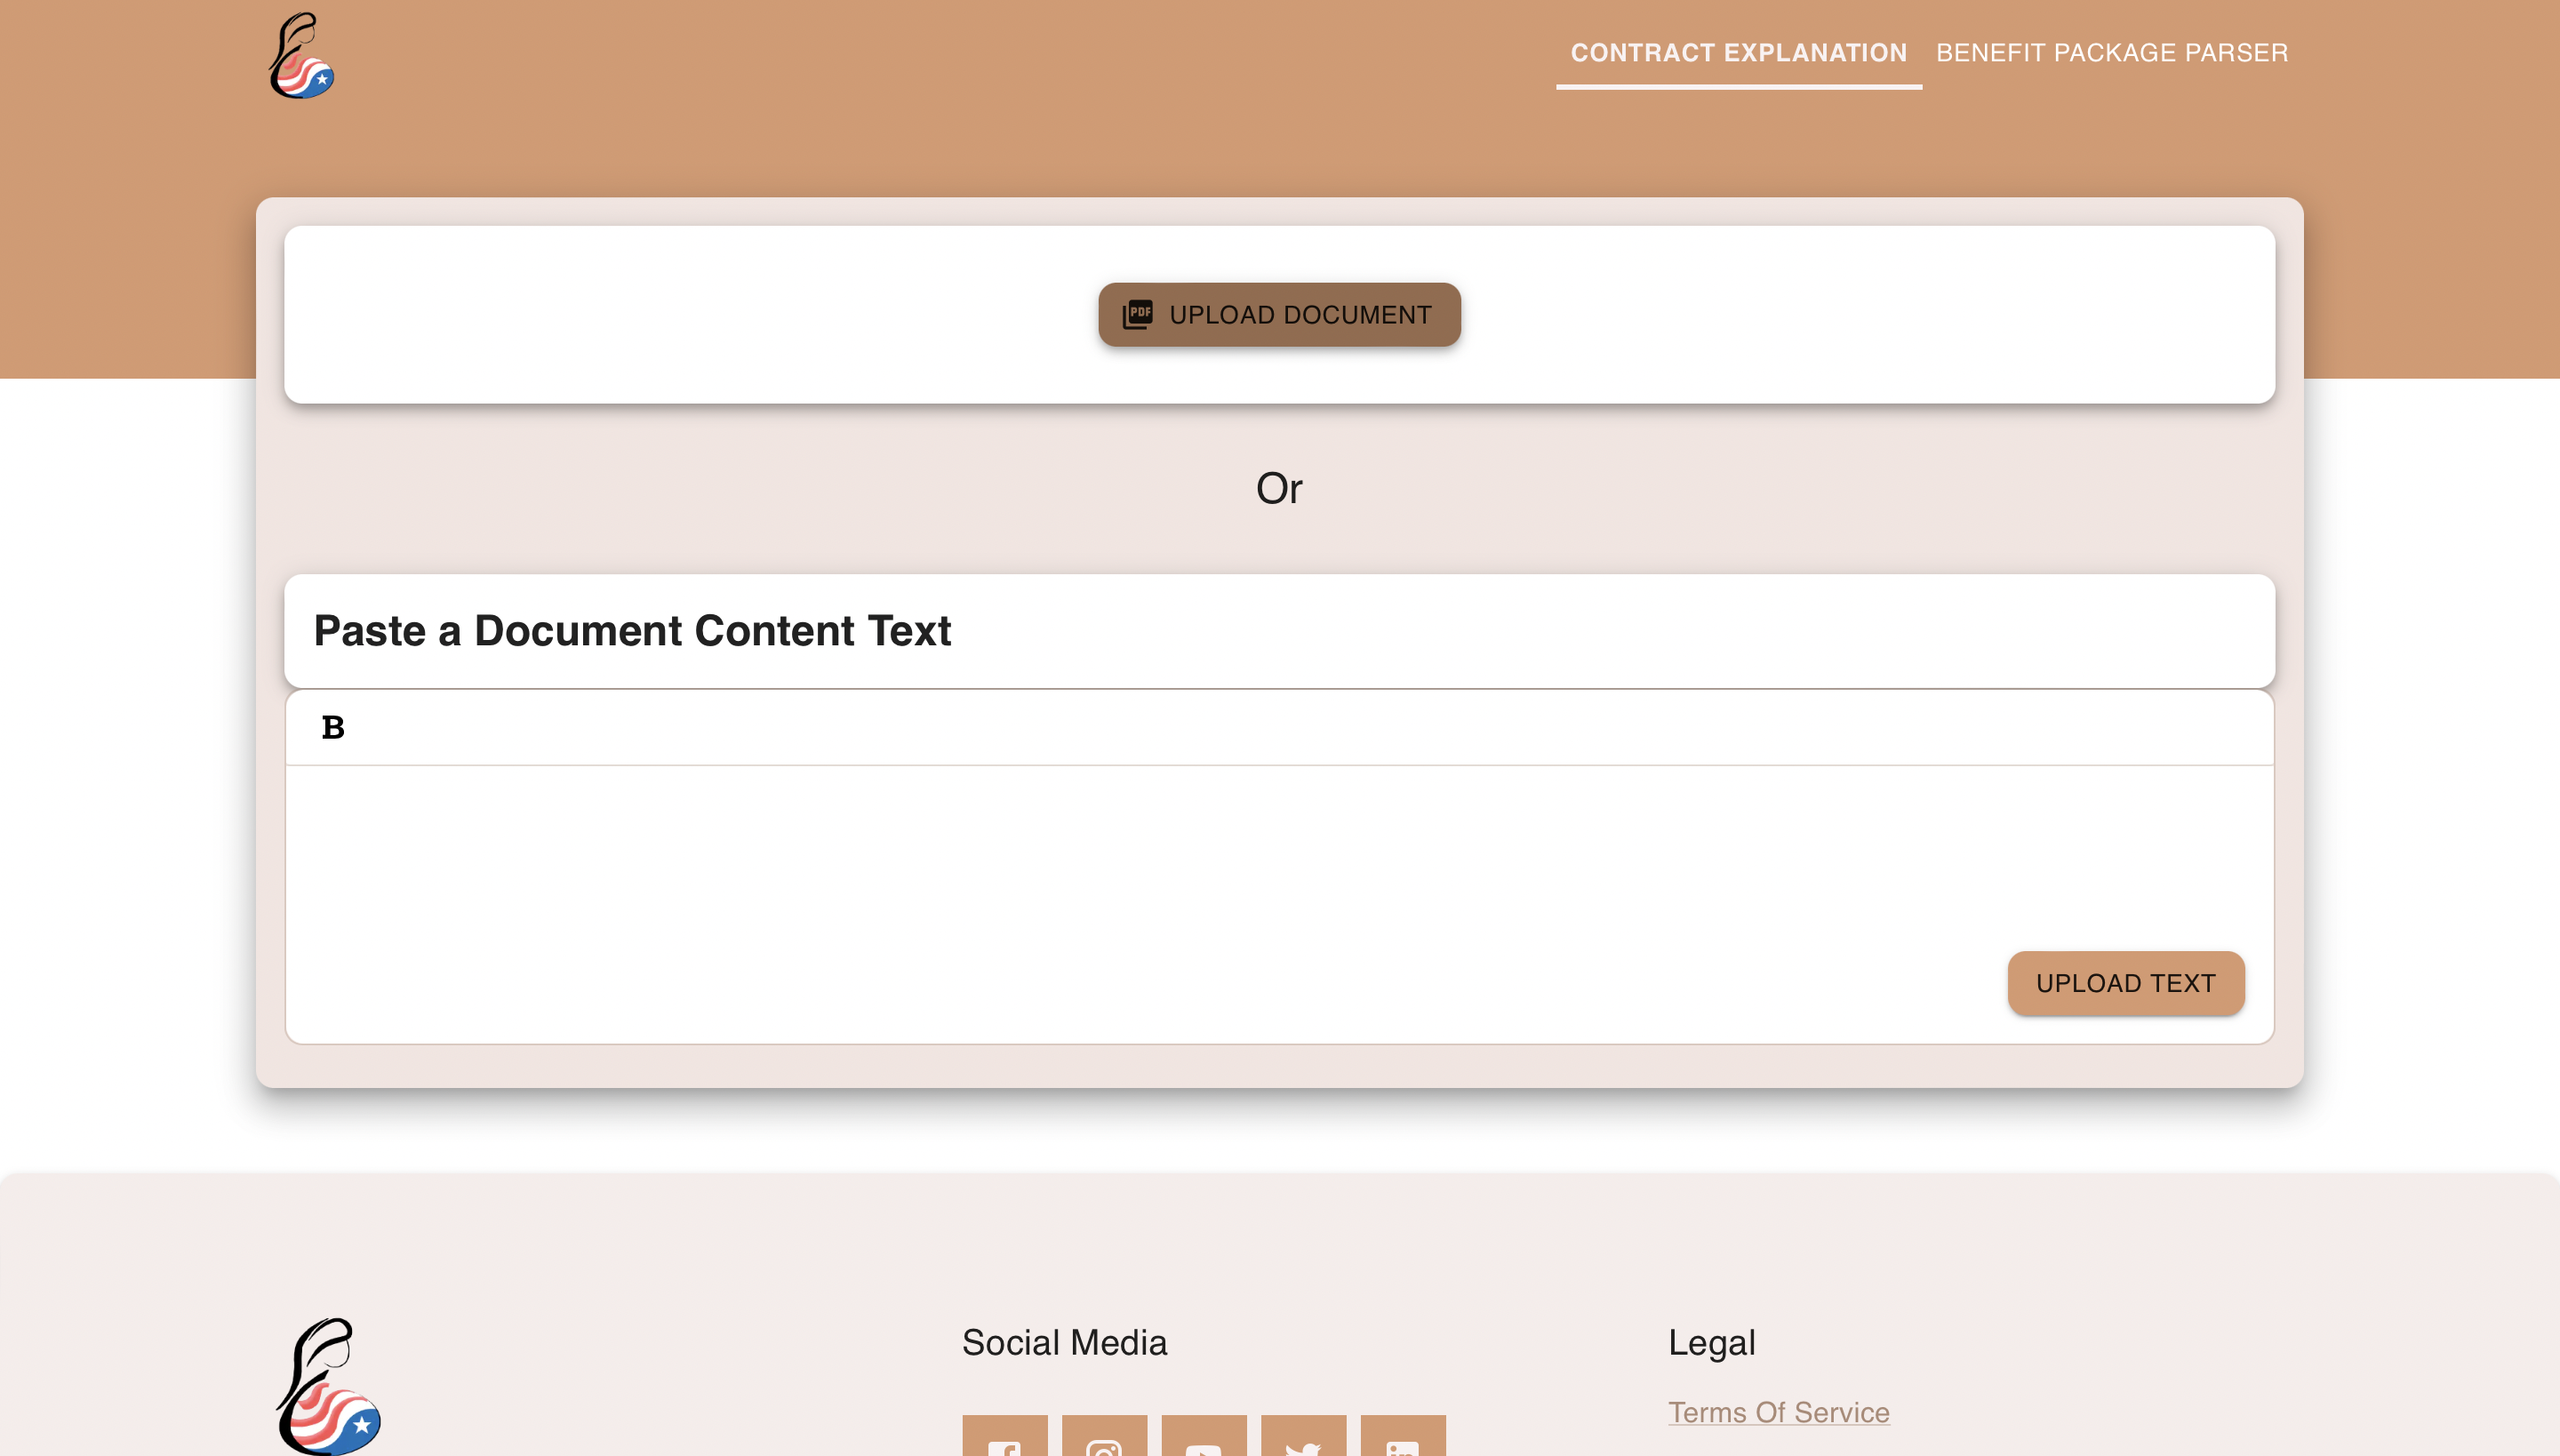 CONTRACT EXPLANATION BENEFIT PACKAGE PARSER
PDF UPLOAD DOCUMENT
Or
Paste a Document Content Text
B
UPLOAD TEXT
Social Media
Legal
Terms Of Service